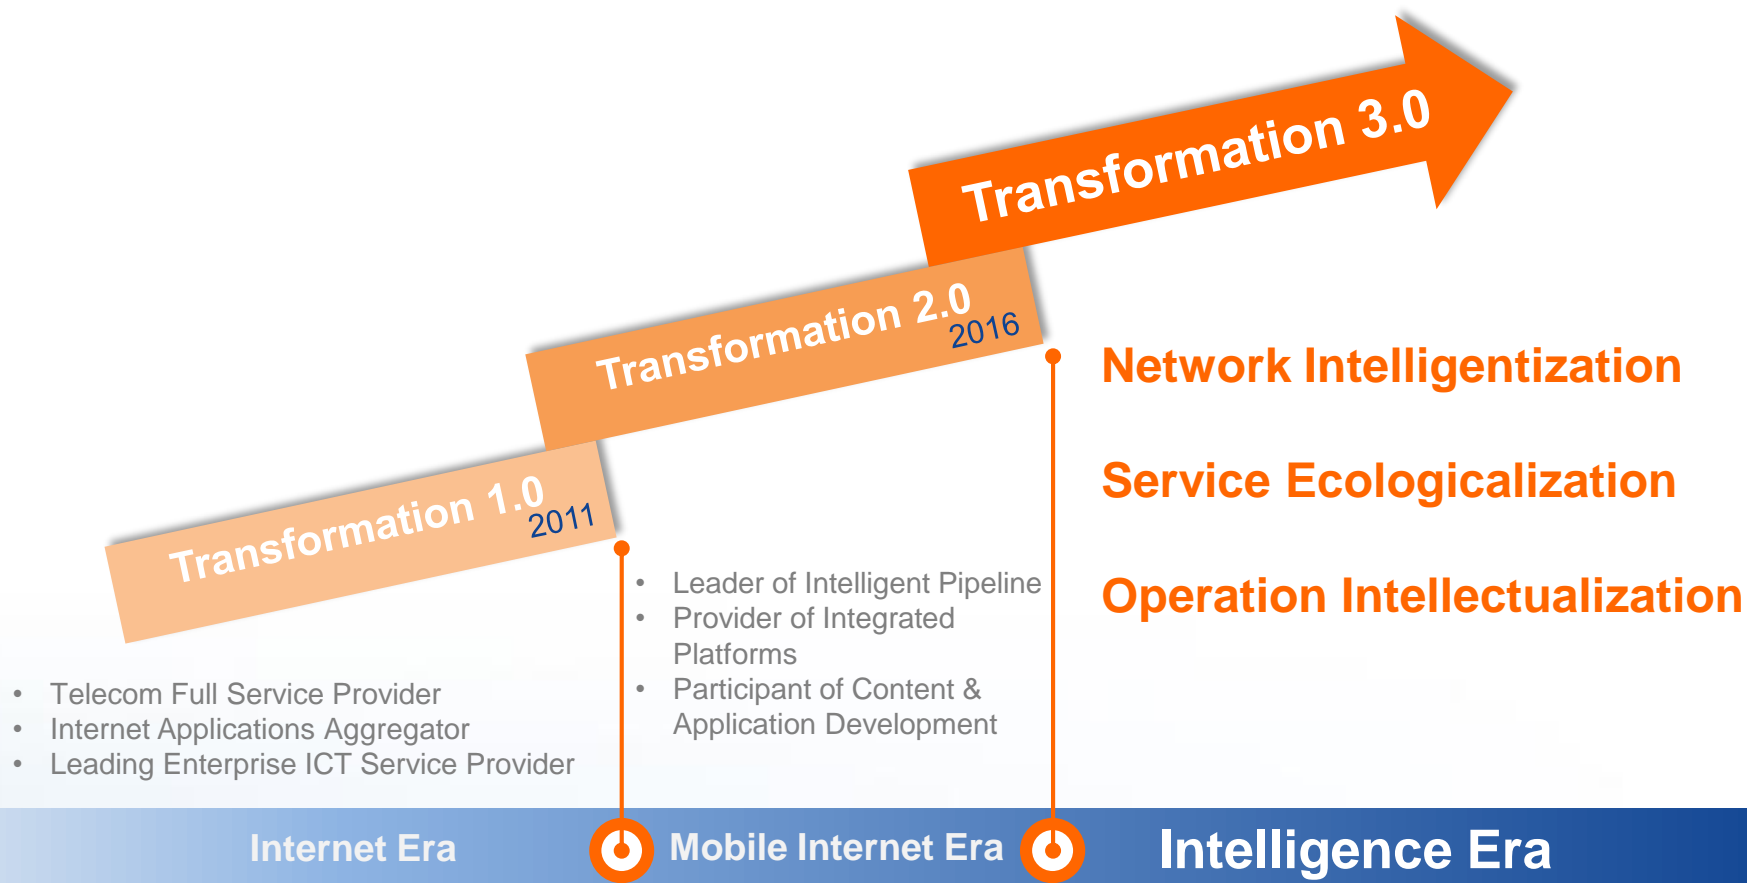 Transformation 3.0
Transformation 2.0
2016
Transformation 1.0
2011
Network Intelligentization
Service Ecologicalization
Operation Intellectualization
• Leader of Intelligent Pipeline
• Provider of Integrated
Platforms
• Participant of Content &
Application Development
• Telecom Full Service Provider
• Internet Applications Aggregator
• Leading Enterprise ICT Service Provider
Internet Era
Mobile Internet Era
Intelligence Era